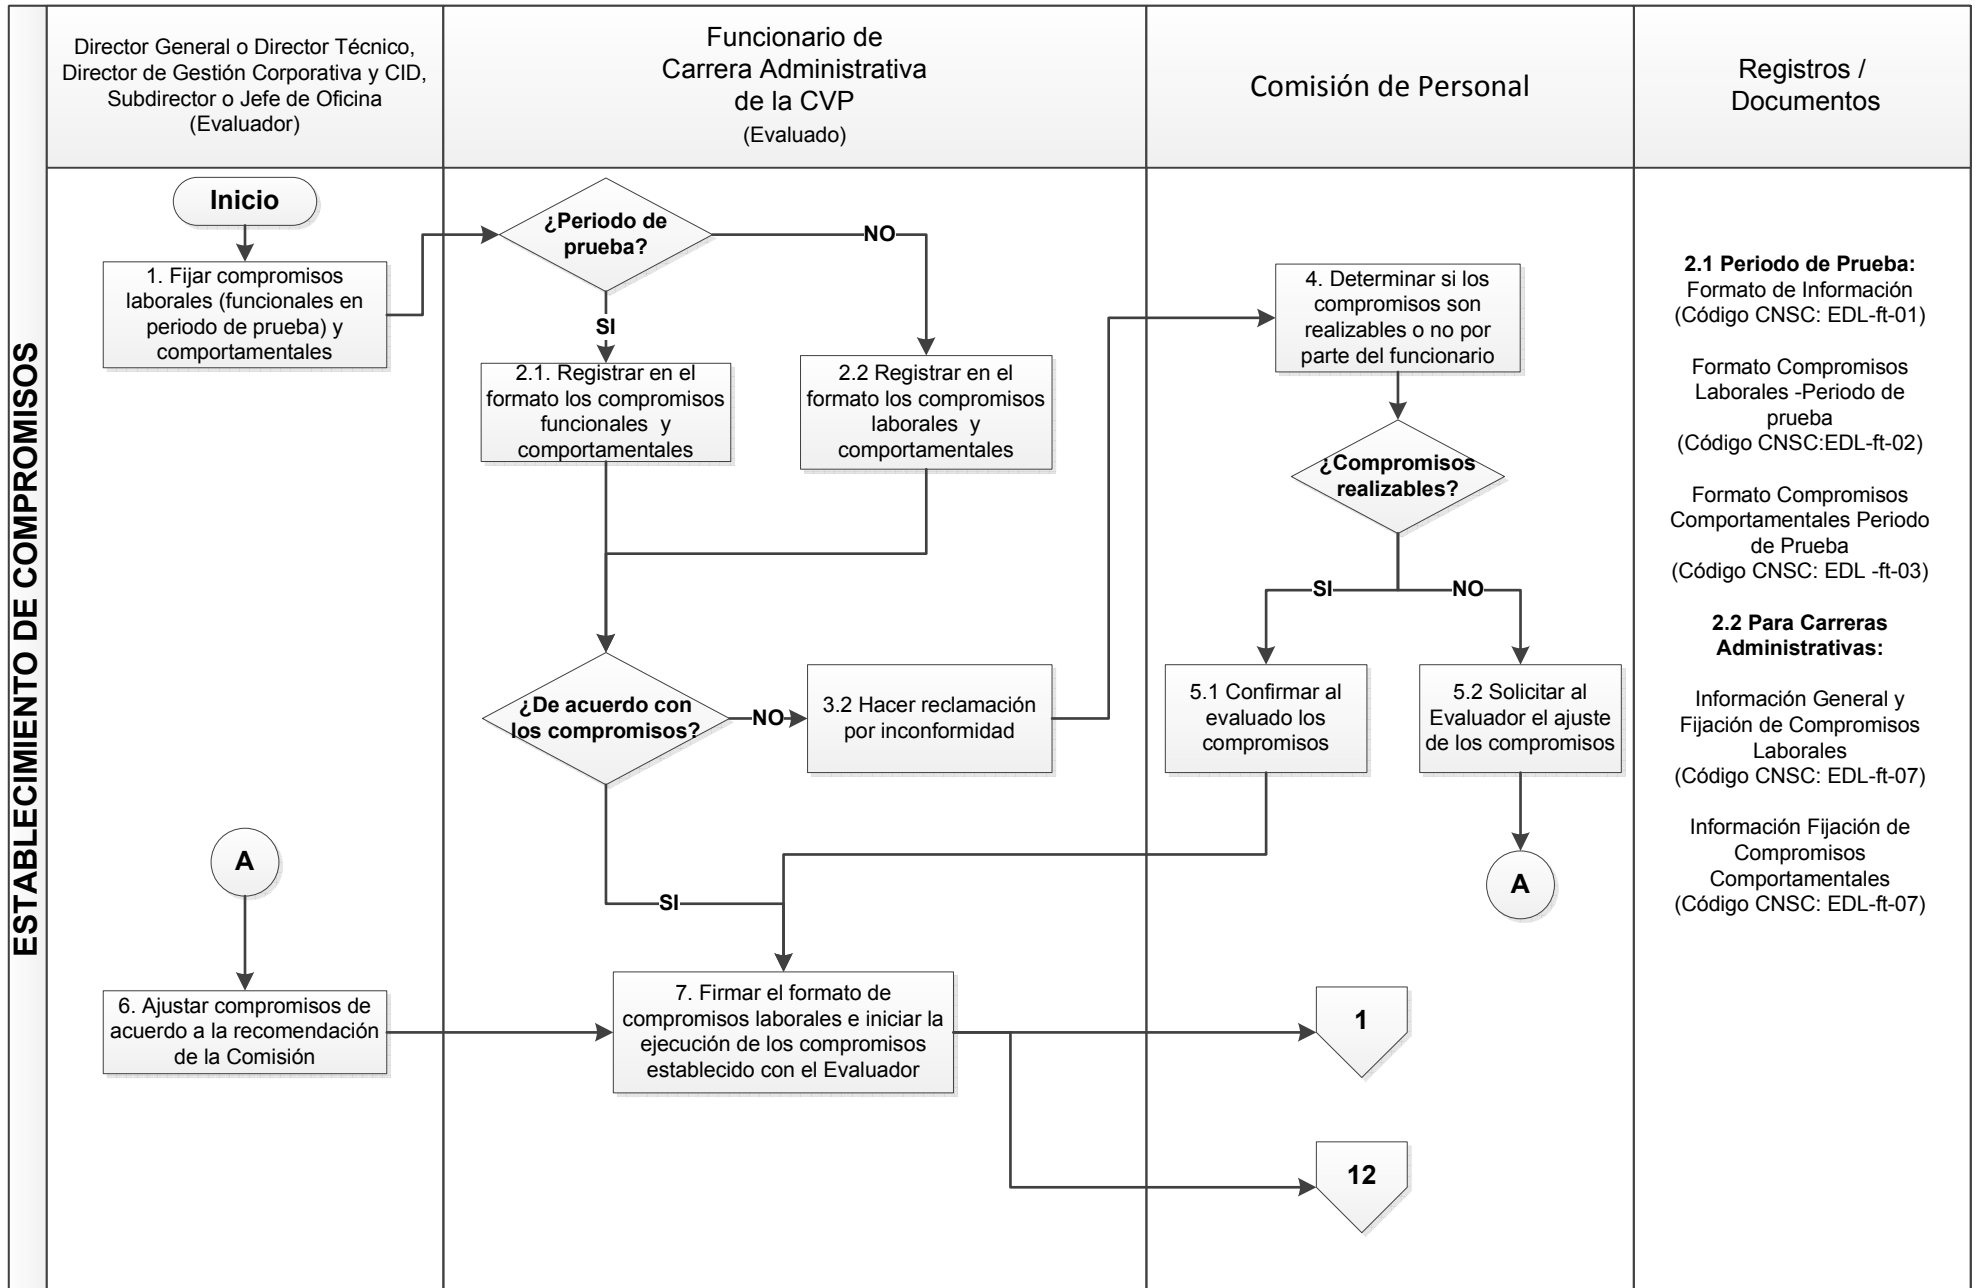 ESTABLECIMIENTO DE COMPROMISOS
Director General o Director Técnico,
Director de Gestión Corporativa y CID,
Subdirector o Jefe de Oficina
(Evaluador)
Funcionario de
Carrera Administrativa
de la CVP
(Evaluado)
Comisión de Personal
Registros /
Documentos
Inicio
1. Fijar compromisos
laborales (funcionales en
periodo de prueba) y
comportamentales
¿Periodo de
prueba?
NO
SI
2.1. Registrar en el
formato los compromisos
funcionales y
comportamentales
2.2 Registrar en el
formato los compromisos
laborales y
comportamentales
4. Determinar si los
compromisos son
realizables o no por
parte del funcionario
¿Compromisos
realizables?
SI
NO
¿De acuerdo con
los compromisos?
NO
3.2 Hacer reclamación
por inconformidad
5.1 Confirmar al
evaluado los
compromisos
5.2 Solicitar al
Evaluador el ajuste
de los compromisos
A
A
SI
6. Ajustar compromisos de
acuerdo a la recomendación
de la Comisión
7. Firmar el formato de
compromisos laborales e iniciar la
ejecución de los compromisos
establecido con el Evaluador
1
12
2.1 Periodo de Prueba:
Formato de Información
(Código CNSC: EDL-ft-01)
Formato Compromisos
Laborales -Periodo de
prueba
(Código CNSC:EDL-ft-02)
Formato Compromisos
Comportamentales Periodo
de Prueba
(Código CNSC: EDL -ft-03)
2.2 Para Carreras
Administrativas:
Información General y
Fijación de Compromisos
Laborales
(Código CNSC: EDL-ft-07)
Información Fijación de
Compromisos
Comportamentales
(Código CNSC: EDL-ft-07)